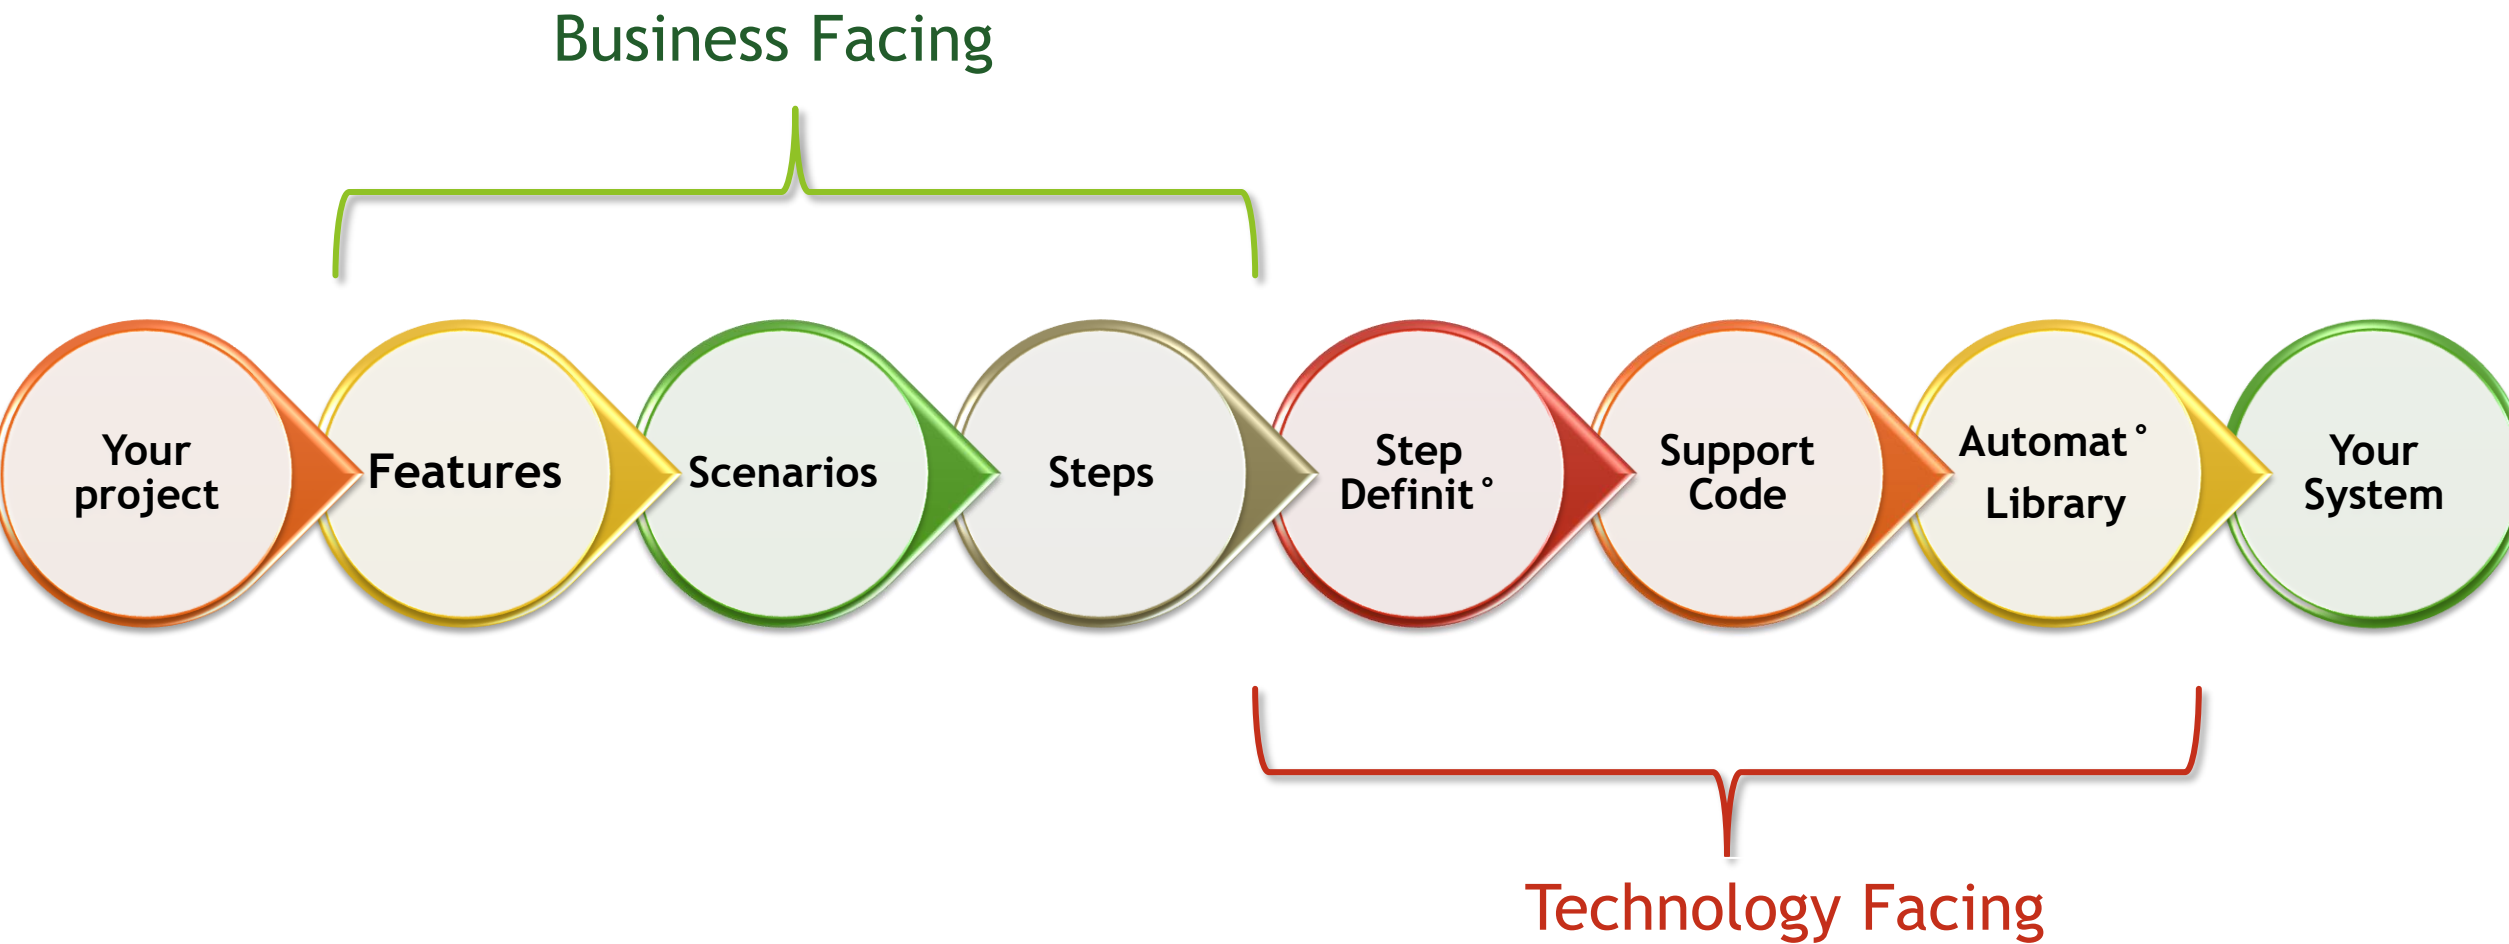 Business Facing
Your
project
Features
Scenarios
Steps
Step
Definit°
Support
Code
Automat°
Library
Your
System
Technology Facing